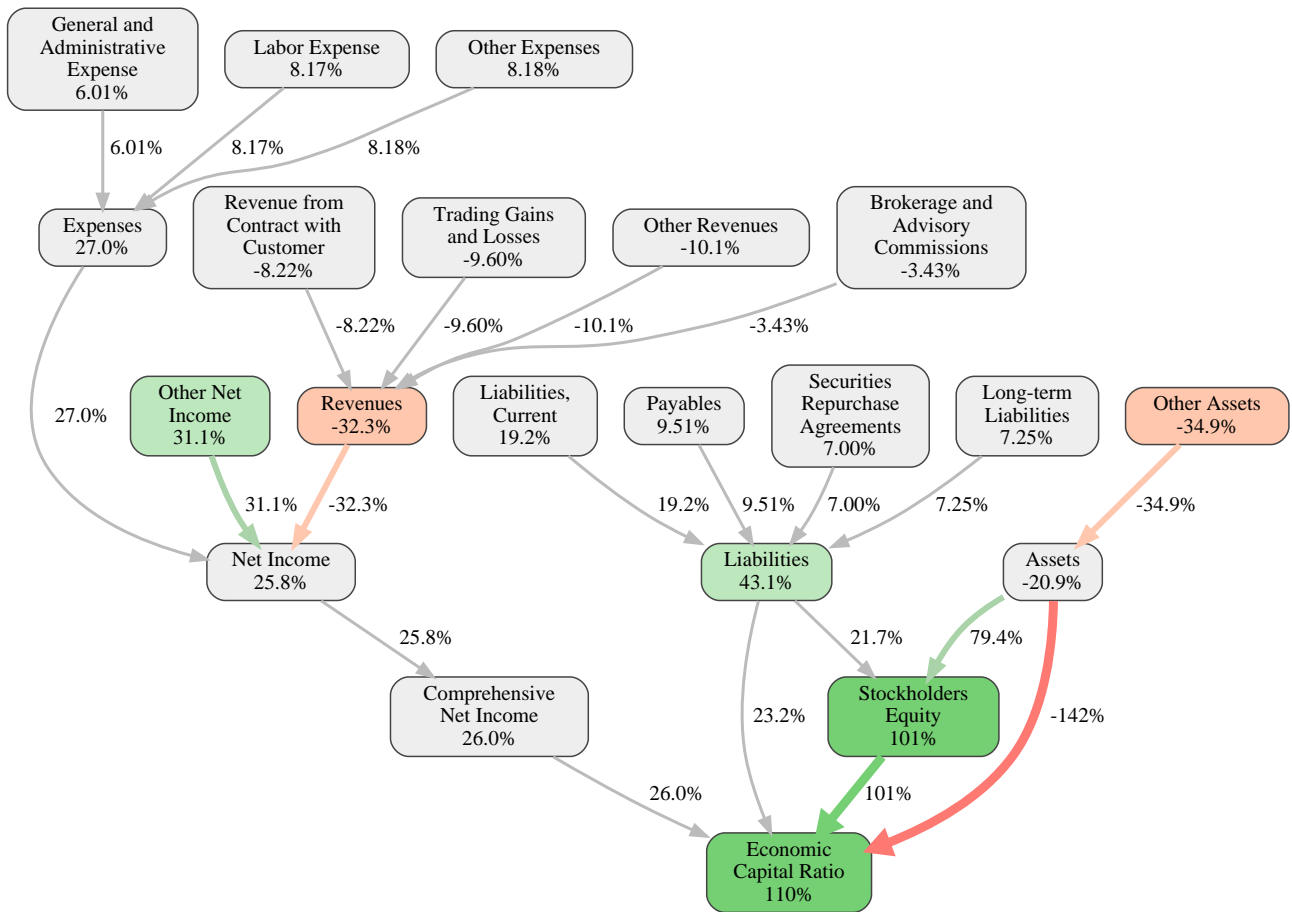 General and
Administrative
Expense
6.01%
Labor Expense
8.17%
Other Expenses
8.18%
6.01%
8.17%
8.18%
Expenses
27.0%
Revenue from
Contract with
Customer
-8.22%
Trading Gains
and Losses
-9.60%
Other Revenues
-10.1%
Brokerage and
Advisory
Commissions
-3.43%
-8.22%
-9.60%
-10.1%
-3.43%
27.0%
Other Net
Income
31.1%
Revenues
-32.3%
Liabilities,
Current
19.2%
Payables
9.51%
Securities
Repurchase
Agreements
7.00%
Long-term
Liabilities
7.25%
Other Assets
-34.9%
31.1%
-32.3%
19.2%
9.51%
7.00%
7.25%
-34.9%
Net Income
25.8%
Liabilities
43.1%
Assets
-20.9%
25.8%
21.7%
79.4%
Comprehensive
Net Income
26.0%
23.2%
Stockholders
Equity
101%
-142%
26.0%
101%
Economic
Capital Ratio
110%